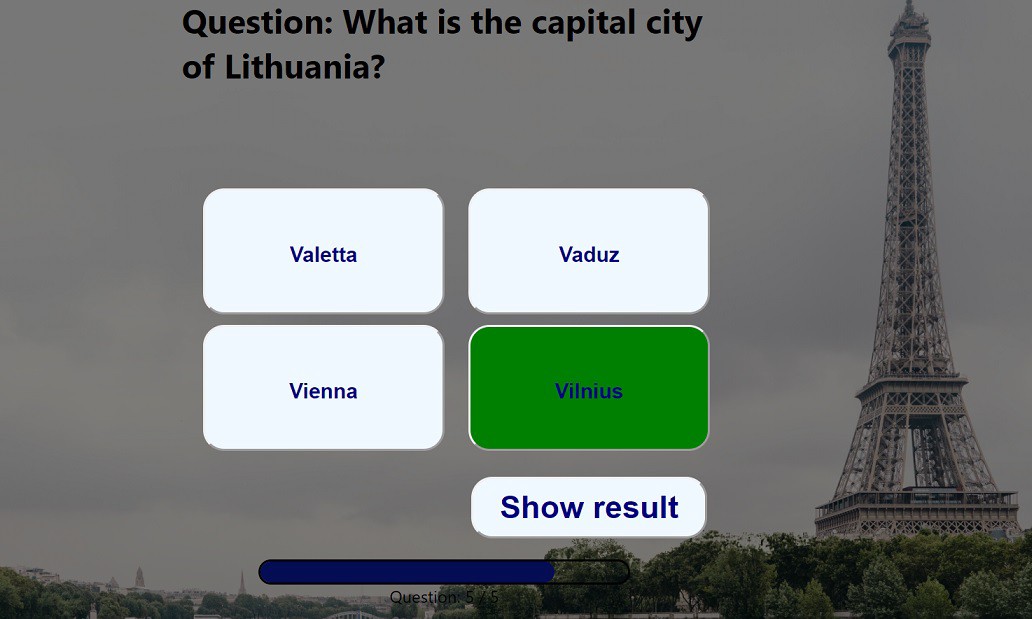 Question: What is the capital city
of Lithuania?
Valetta
Vaduz
Vienna
Vilnius
Show result
Question: 5 / 5